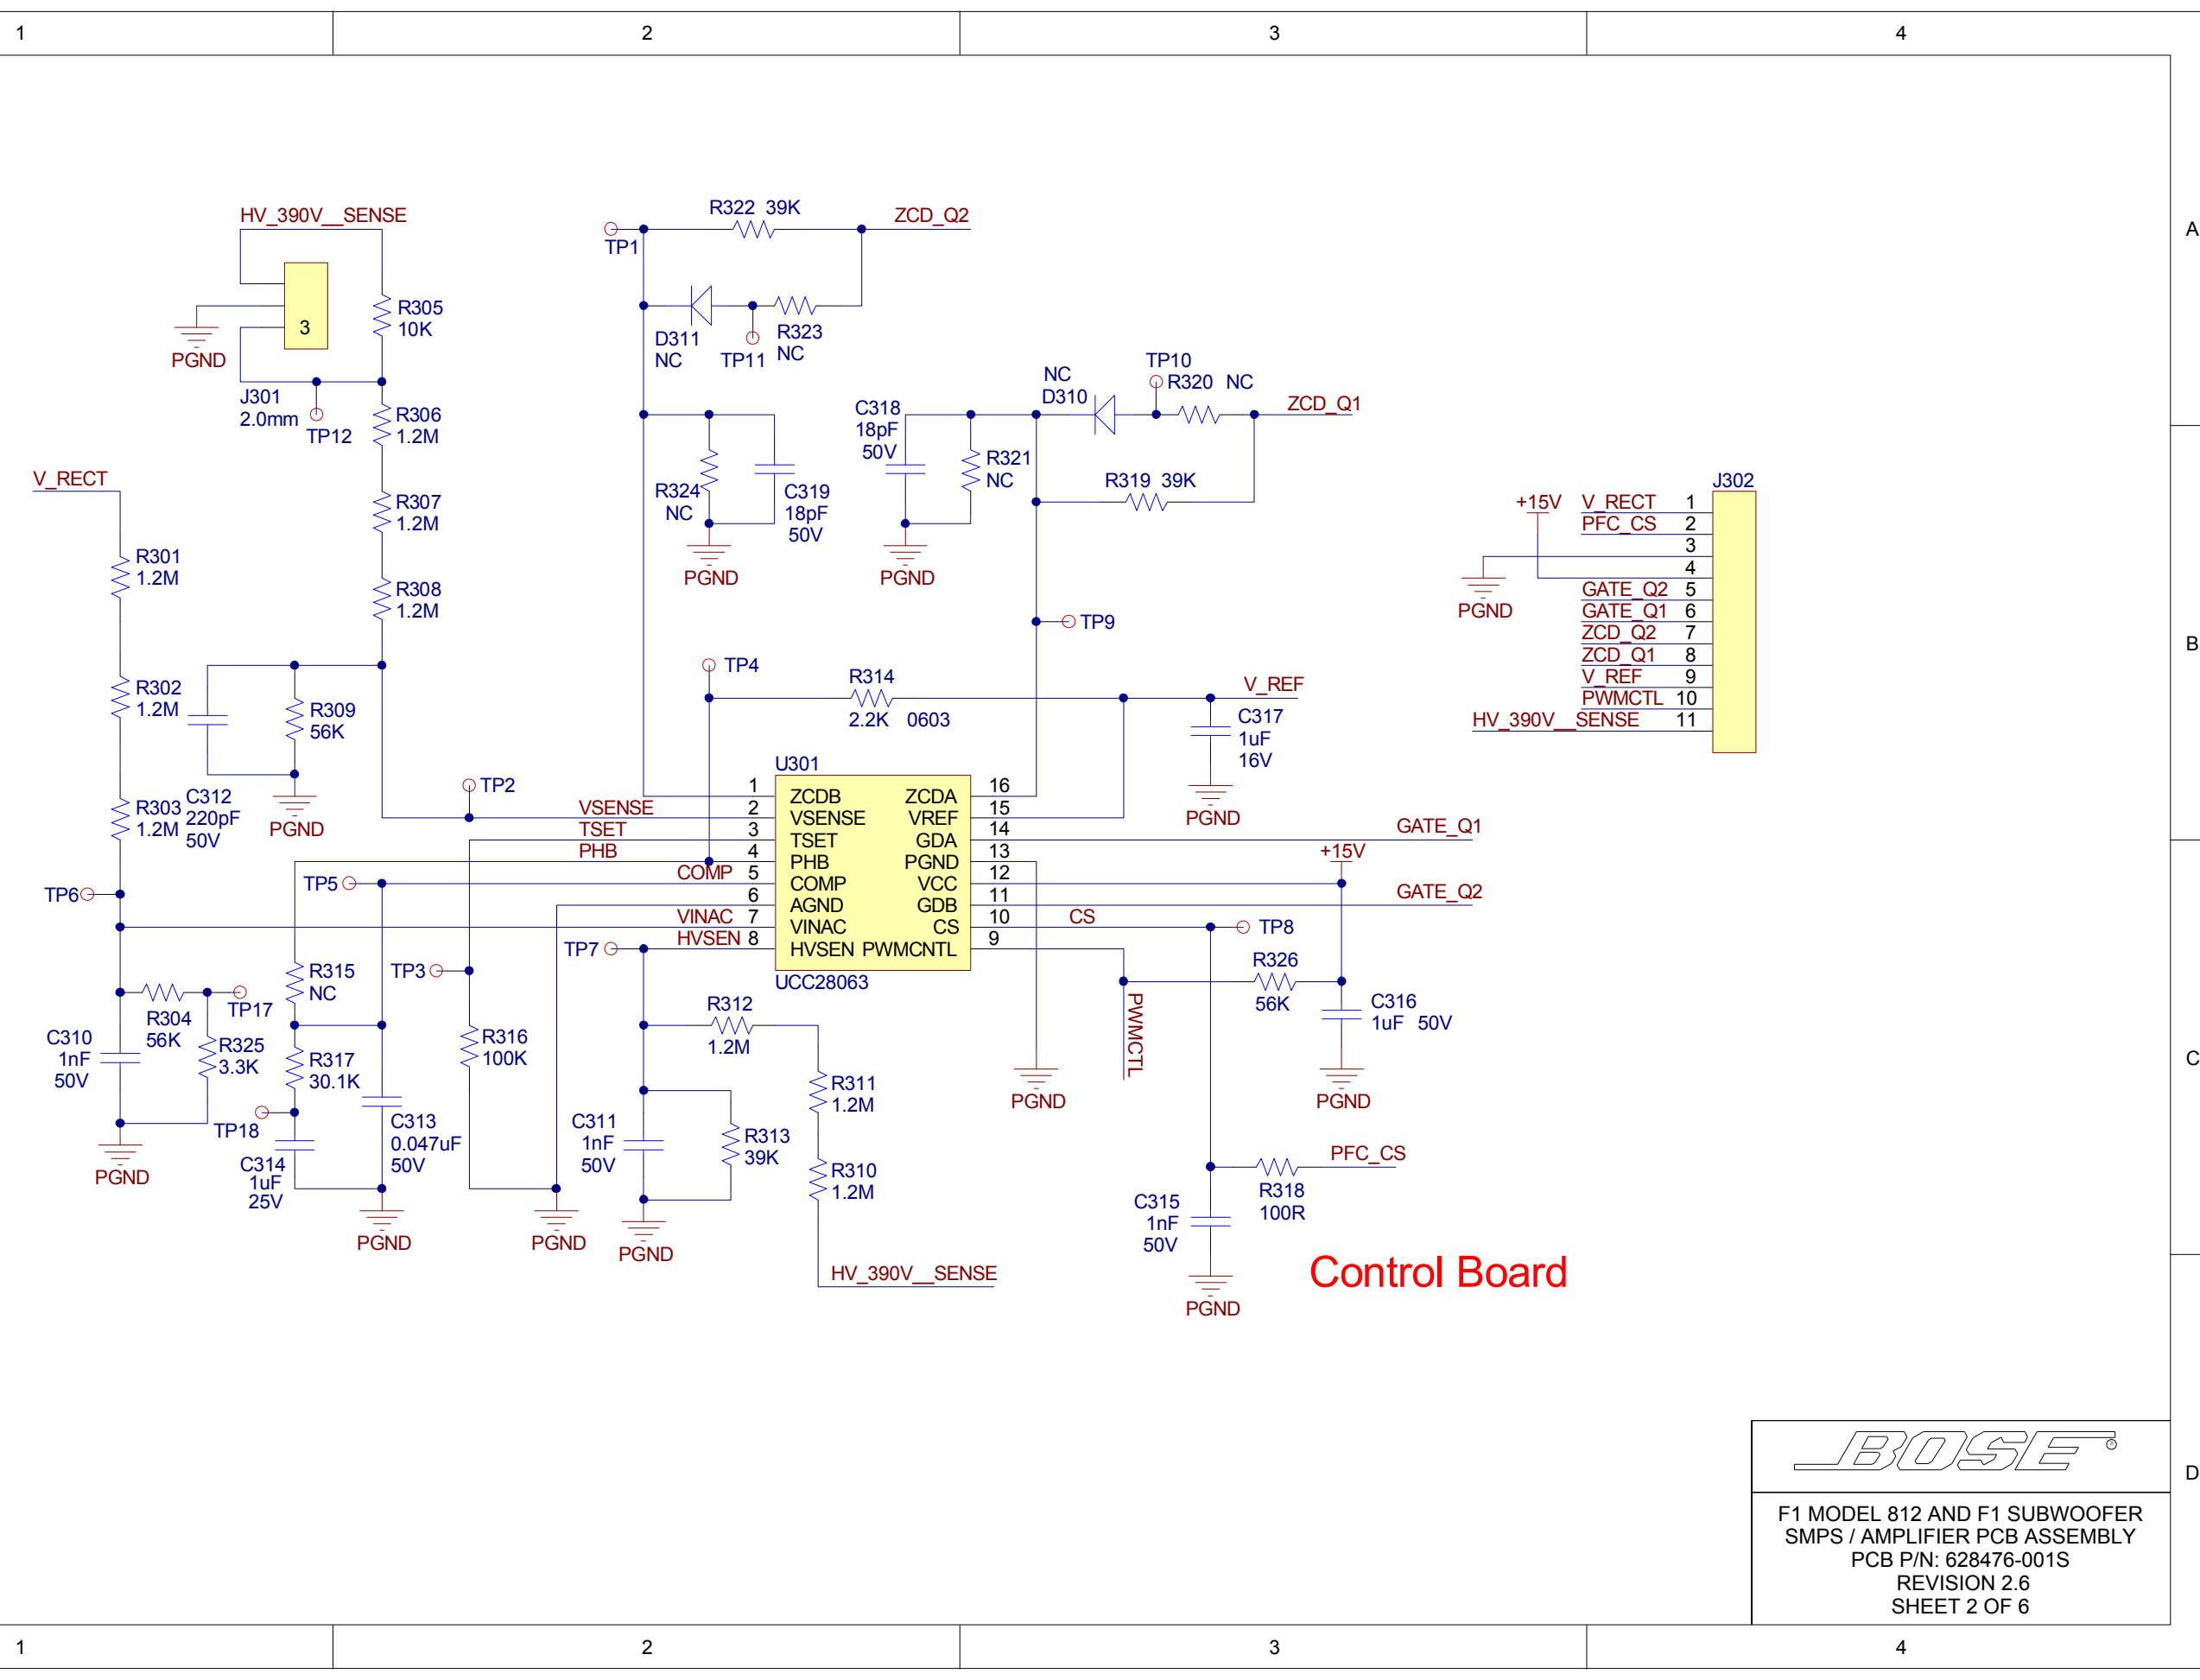 1 2 3 4
A
B
C
D
HV_390V__SENSE
3
PGND
J301
2.0mm
TP12
R305
10K
R306
1.2M
R307
1.2M
R308
1.2M
V_RECT
R301
1.2M
R302
1.2M
R303
1.2M
C312
220pF
50V
R309
56K
PGND
TP1
R322 39K
ZCD_Q2
D311
NC
TP11
R323
NC
R324
NC
C319
18pF
50V
PGND
C318
18pF
50V
R321
NC
PGND
NC
D310
TP10
R320 NC
ZCD_Q1
R319 39K
TP9
TP4
R314
2.2K 0603
V_REF
C317
1uF
16V
PGND
J302
+15V
V_RECT 1
PFC_CS 2
3
4
GATE_Q2 5
GATE_Q1 6
ZCD_Q2 7
ZCD_Q1 8
V_REF 9
PWMCTL 10
HV_390V__SENSE 11
PGND
TP2
U301
1 ZCDB ZCDA 16
VSENSE 2 VSENSE VREF 15
TSET 3 TSET GDA 14 GATE_Q1
PHB 4 PHB PGND 13
COMP 5 COMP VCC 12 +15V
6 AGND GDB 11 GATE_Q2
VINAC 7 VINAC CS 10 CS
HVSEN 8 HVSEN PWMCNTL 9
UCC28063
TP6
TP5
TP7
TP3
TP8
R326
56K
C316
1uF 50V
PGND
PWMCTL
PGND
TP17
R304
56K
R325
3.3K
C310
1nF
50V
PGND
R315
NC
R317
30.1K
TP18
C314
1uF
25V
C313
0.047uF
50V
PGND
R316
100K
PGND
R312
1.2M
R311
1.2M
R310
1.2M
C311
1nF
50V
R313
39K
PGND
HV_390V__SENSE
PFC_CS
R318
100R
C315
1nF
50V
PGND
Control Board
BOSE®
F1 MODEL 812 AND F1 SUBWOOFER
SMPS / AMPLIFIER PCB ASSEMBLY
PCB P/N: 628476-001S
REVISION 2.6
SHEET 2 OF 6
1 2 3 4